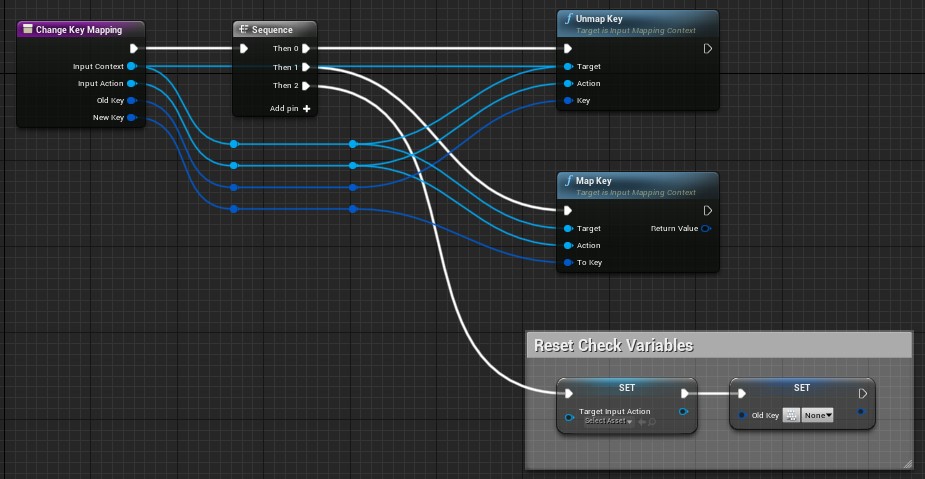 Change Key Mapping
Input Context
Input Action
Old Key
New Key
Sequence
Then 0
Then 1
Then 2
Add pin
Unmap Key
Target is Input Mapping Context
Target
Action
Key
Map Key
Target is Input Mapping Context
Target
Return Value
Action
To Key
Reset Check Variables
SET
Target Input Action
Select Asset
SET
Old Key
None